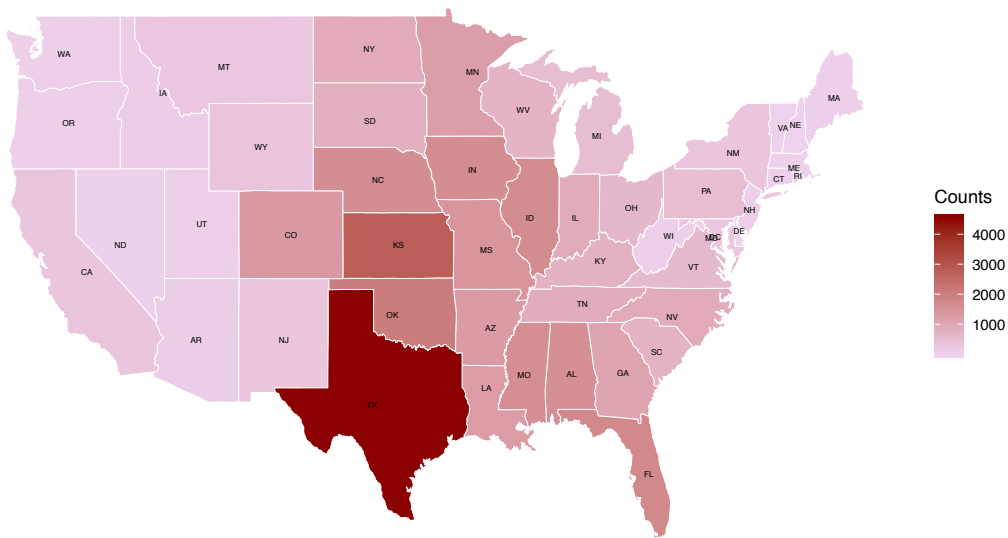 WA
MT
NY
MN
MA
OR
IA
SD
WV
MI
VA
NE
WY
NM
ME
CT
RI
NC
IN
PA
OH
NH
ID
IL
UT
CO
KS
MS
KY
WI
DC
DE
ND
CA
VT
AR
NJ
OK
AZ
TN
NV
SC
TX
LA
MO
AL
GA
FL
Counts
4000
3000
2000
1000